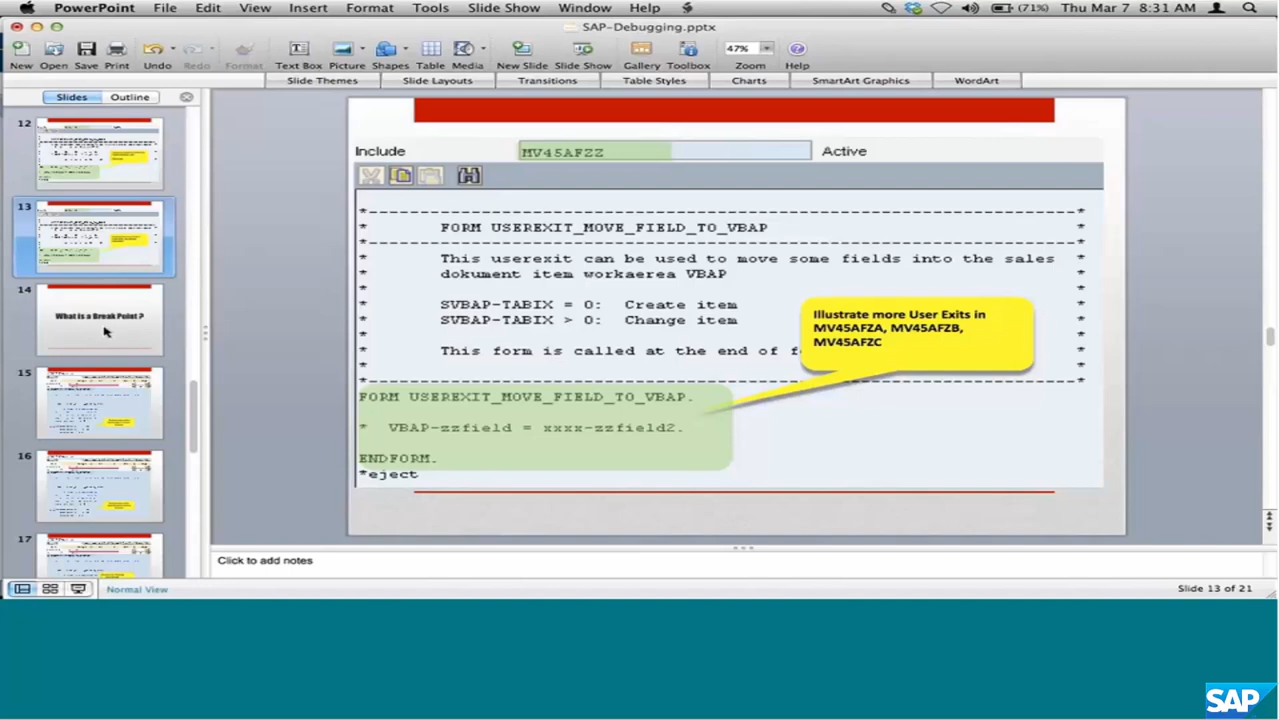 PowerPoint File Edit View Insert Format Tools Slide Show Window Help (71%) Thu Mar 7 8:31 AM
SAP-Debugging.pptx
47%
New Open Save Print Undo Redo Format Text Box Picture Shapes Table Media New Slide Slide Show Gallery Toolbox Zoom Help
Slide Themes Slide Layouts Transitions Table Styles Charts SmartArt Graphics WordArt
Slides Outline
12
13
14
What is a Break Point ?
15
16
17
Include MV45AFZZ Active
*---------------------------------------------------------------------*
* FORM USEREXIT_MOVE_FIELD_TO_VBAP *
*---------------------------------------------------------------------*
* This userexit can be used to move some fields into the sales *
* dokument item workaerea VBAP *
* *
* SVBAP-TABIX = 0: Create item *
* SVBAP-TABIX > 0: Change item *
* *
* This form is called at the end of *
* *
*---------------------------------------------------------------------*
Illustrate more User Exits in
MV45AFZA, MV45AFZB,
MV45AFZC
FORM USEREXIT_MOVE_FIELD_TO_VBAP.
* VBAP-zzfield = xxxx-zzfield2.
ENDFORM.
*eject
Click to add notes
Normal View
Slide 13 of 21
SAP